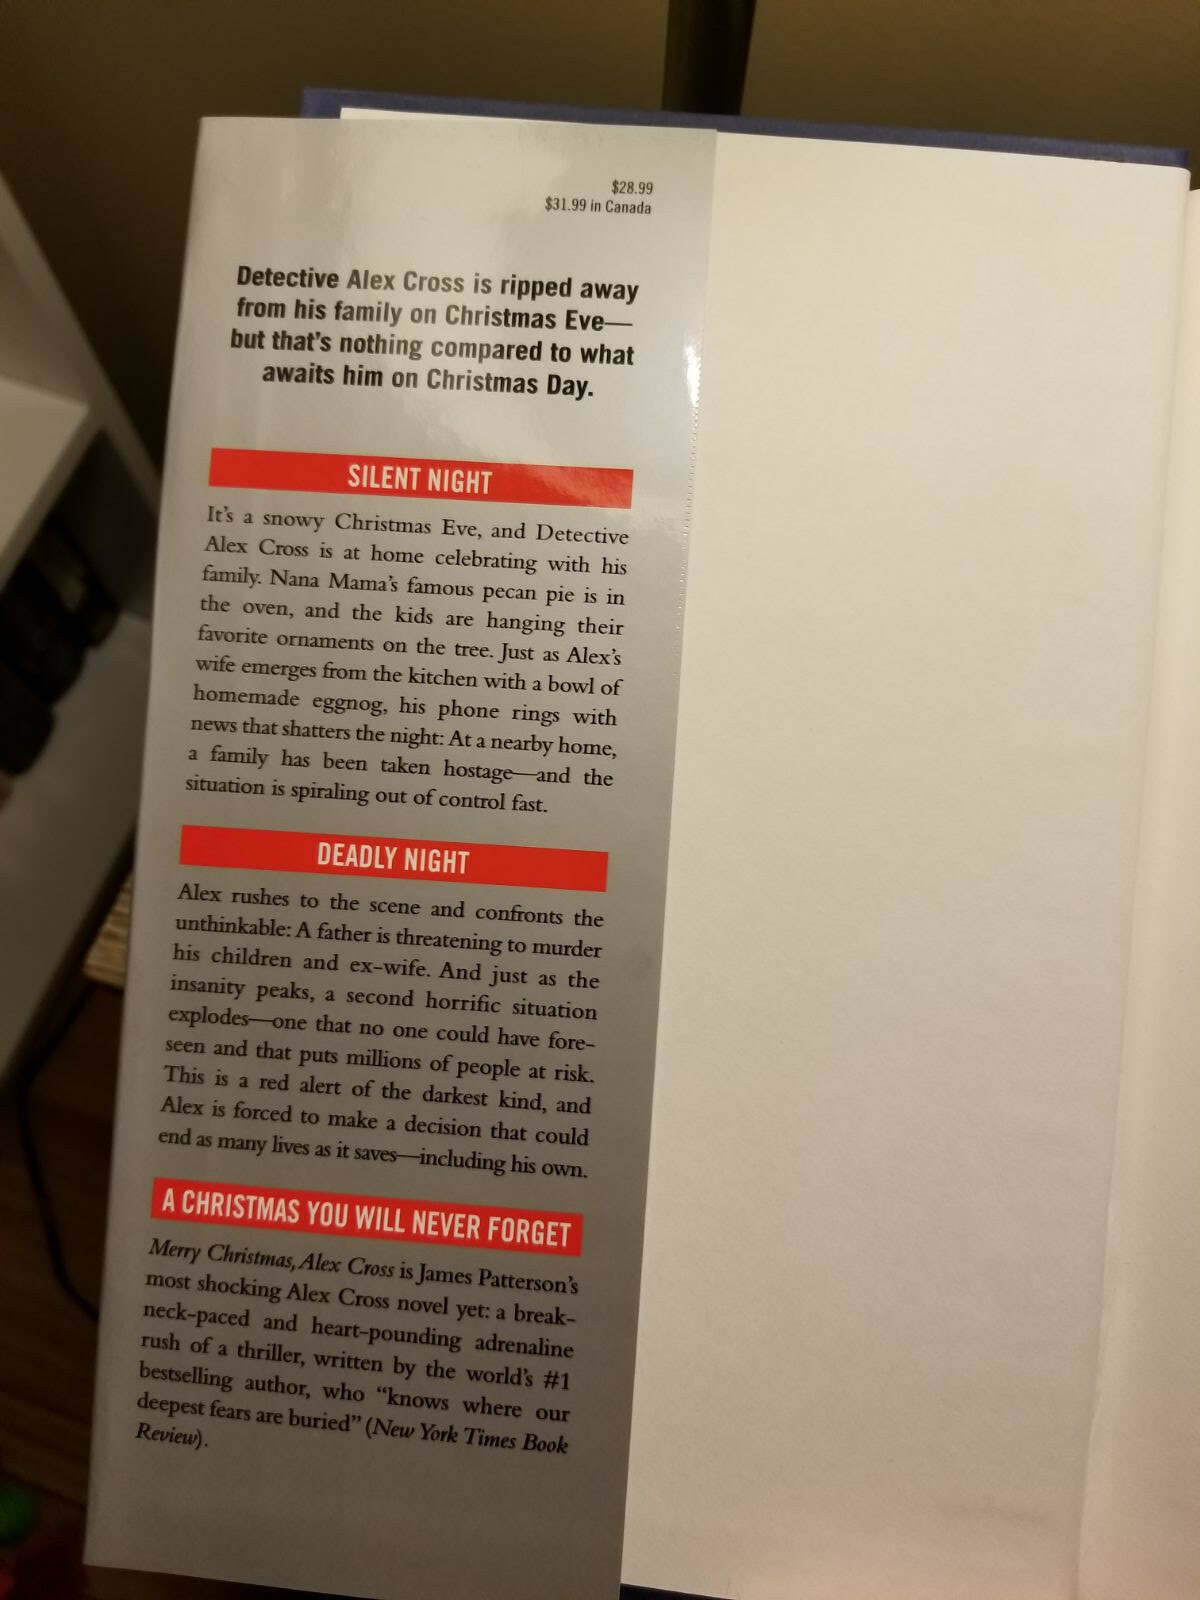 $28.99
$31.99 in Canada
Detective Alex Cross is ripped away
from his family on Christmas Eve—
but that's nothing compared to what
awaits him on Christmas Day.
SILENT NIGHT
It's a snowy Christmas Eve, and Detective
Alex Cross is at home celebrating with his
family. Nana Mama's famous pecan pie is in
the oven, and the kids are hanging their
favorite ornaments on the tree. Just as Alex's
wife emerges from the kitchen with a bowl of
homemade eggnog, his phone rings with
news that shatters the night: At a nearby home,
a family has been taken hostage—and the
situation is spiraling out of control fast.
DEADLY NIGHT
Alex rushes to the scene and confronts the
unthinkable: A father is threatening to murder
his children and ex-wife. And just as the
insanity peaks, a second horrific situation
explodes—one that no one could have fore-
seen and that puts millions of people at risk.
This is a red alert of the darkest kind, and
Alex is forced to make a decision that could
end as many lives as it saves—including his own.
A CHRISTMAS YOU WILL NEVER FORGET
Merry Christmas, Alex Cross is James Patterson's
most shocking Alex Cross novel yet: a break-
neck-paced and heart-pounding adrenaline
rush of a thriller, written by the world's #1
bestselling author, who "knows where our
deepest fears are buried" (New York Times Book
Review).